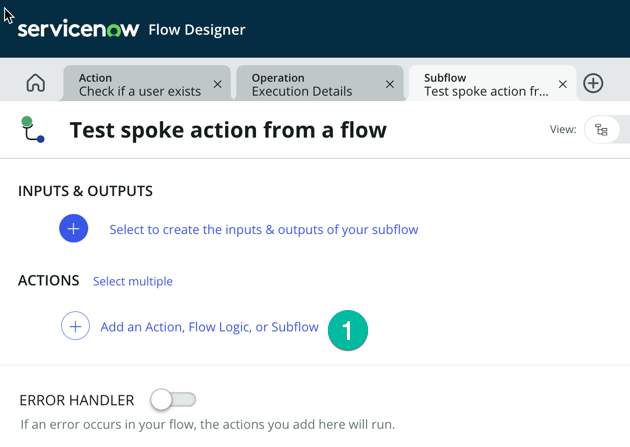 servicenow Flow Designer
Action
Check if a user exists
Operation
Execution Details
Subflow
Test spoke action fr...
Test spoke action from a flow
View:
INPUTS & OUTPUTS
Select to create the inputs & outputs of your subflow
ACTIONS Select multiple
Add an Action, Flow Logic, or Subflow 1
ERROR HANDLER
If an error occurs in your flow, the actions you add here will run.